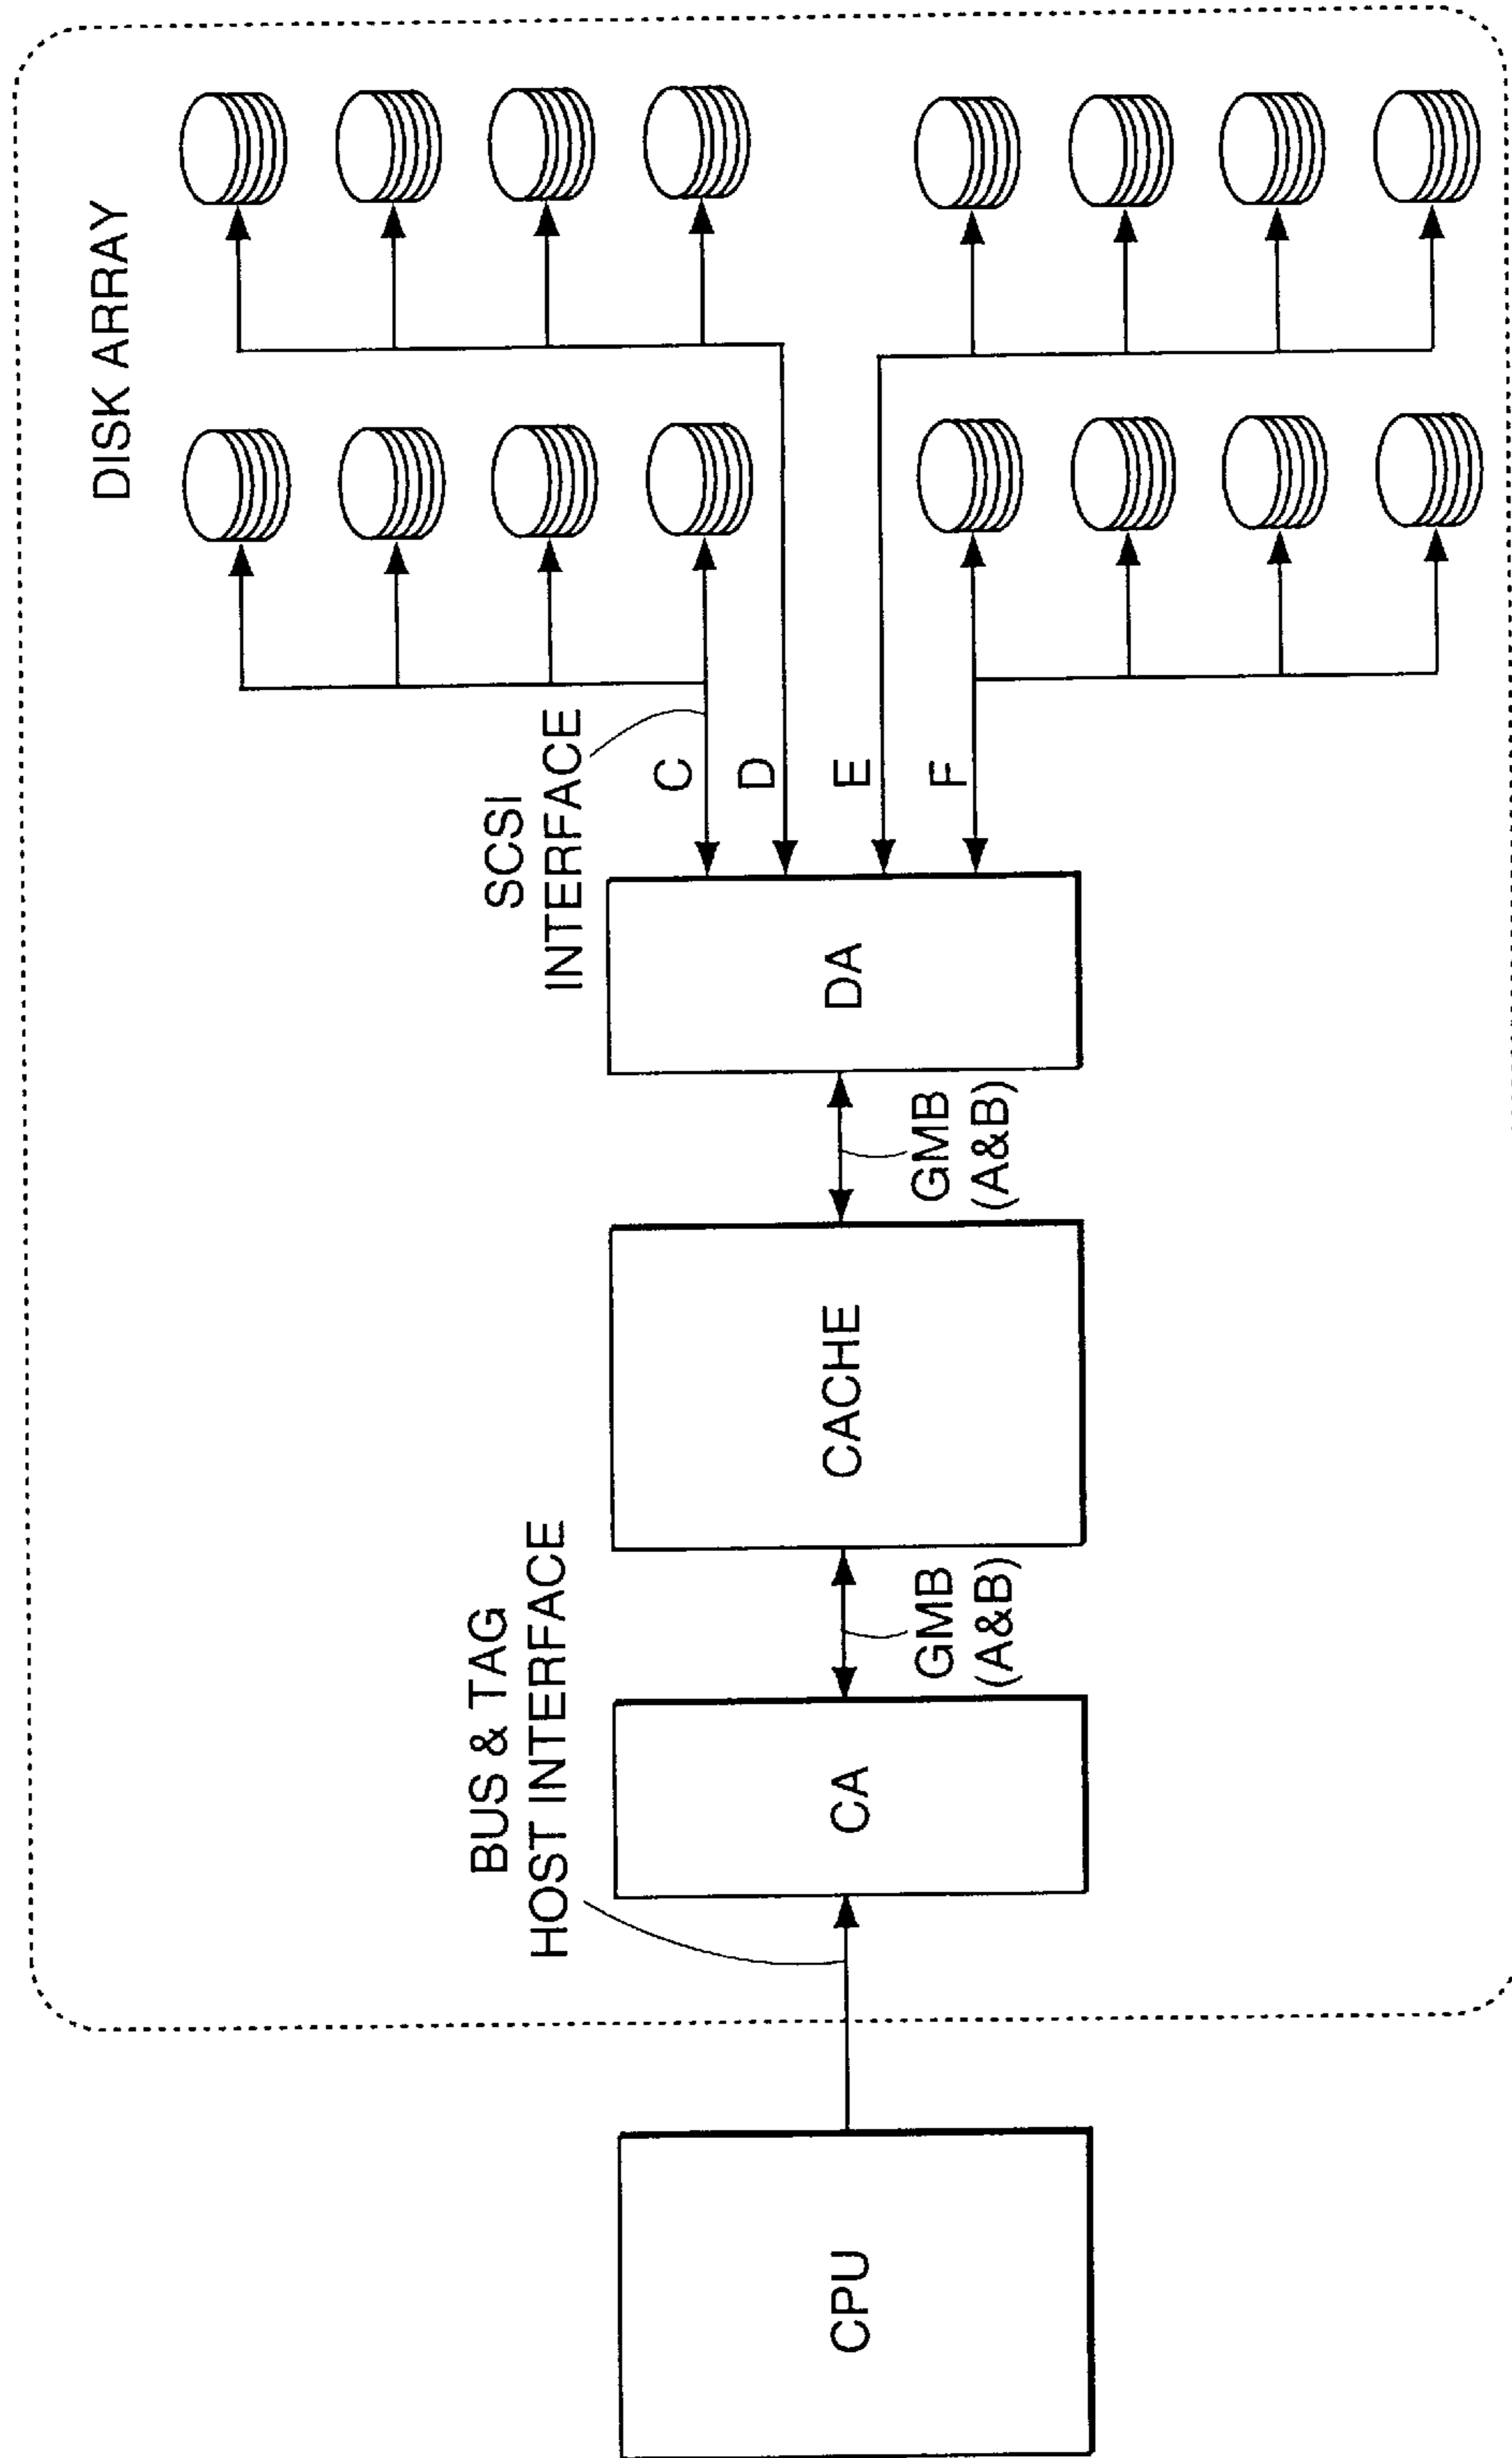 DISK ARRAY
SCSI
INTERFACE
C
D
E
F
BUS & TAG
HOST INTERFACE
CPU
CA
GMB
(A&B)
CACHE
GMB
(A&B)
DA